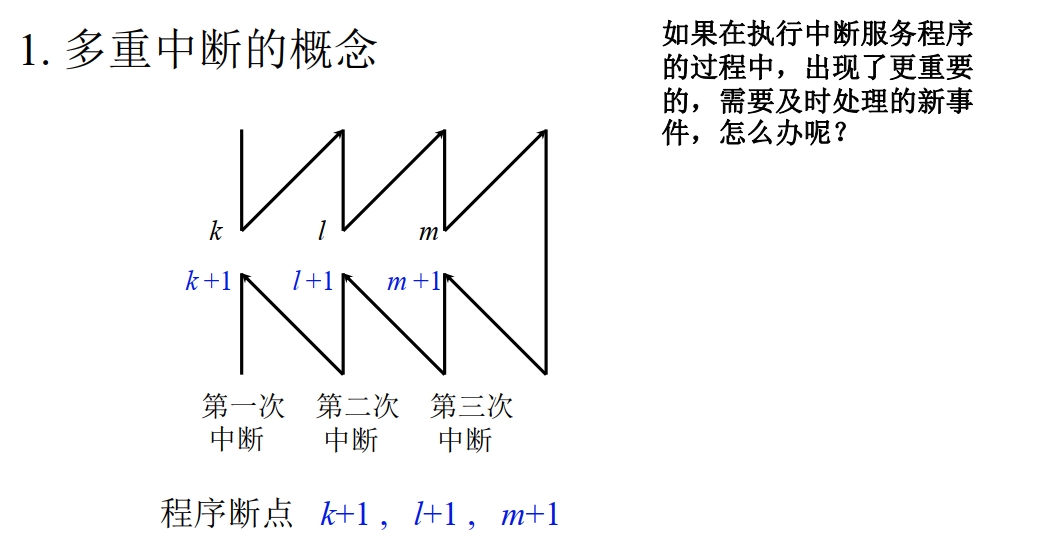 1. 多重中断的概念
如果在执行中断服务程序
的过程中，出现了更重要
的，需要及时处理的新事
件，怎么办呢？
k l m
k +1 l +1 m +1
第一次 第二次 第三次
中断 中断 中断
程序断点 k+1 , l+1 , m+1